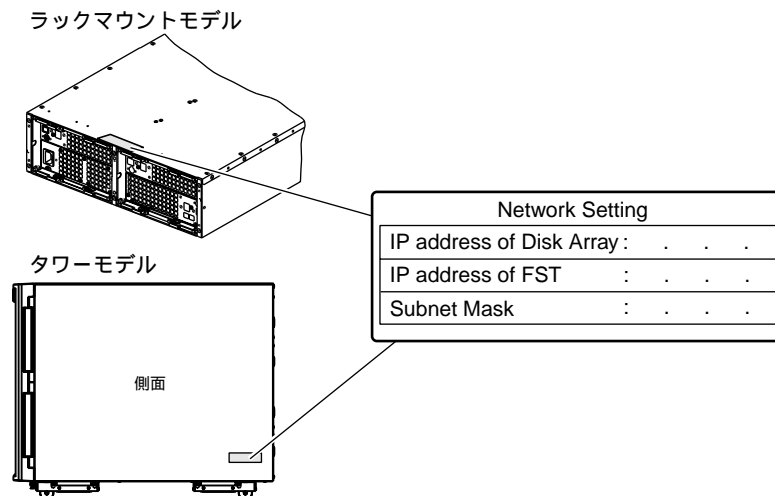 ラックマウントモデル
Network Setting
IP address of Disk Array : . . .
IP address of FST : . . .
Subnet Mask : . . .
タワーモデル
側面